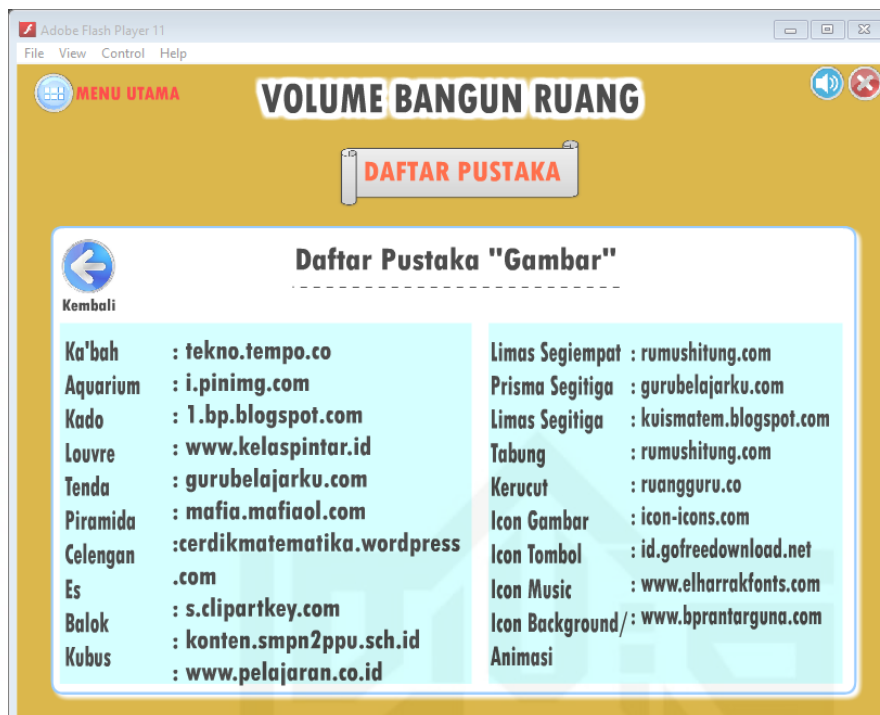 Adobe Flash Player 11
File View Control Help
MENU UTAMA
VOLUME BANGUN RUANG
DAFTAR PUSTAKA
Kembali
Daftar Pustaka "Gambar"
Ka'bah : tekno.tempo.co
Aquarium : i.pinimg.com
Kado : 1.bp.blogspot.com
Louvre : www.kelaspintar.id
Tenda : gurubelajarku.com
Piramida : mafia.mafiaol.com
Celengan :cerdikmatematika.wordpress
Es .com
Balok : s.clipartkey.com
Kubus : konten.smpn2ppu.sch.id
: www.pelajaran.co.id
Limas Segiempat : rumushitung.com
Prisma Segitiga : gurubelajarku.com
Limas Segitiga : kuismatem.blogspot.com
Tabung : rumushitung.com
Kerucut : ruangguru.co
Icon Gambar : icon-icons.com
Icon Tombol : id.gofreedownload.net
Icon Music : www.elharrakfonts.com
Icon Background/ : www.bprantarguna.com
Animasi